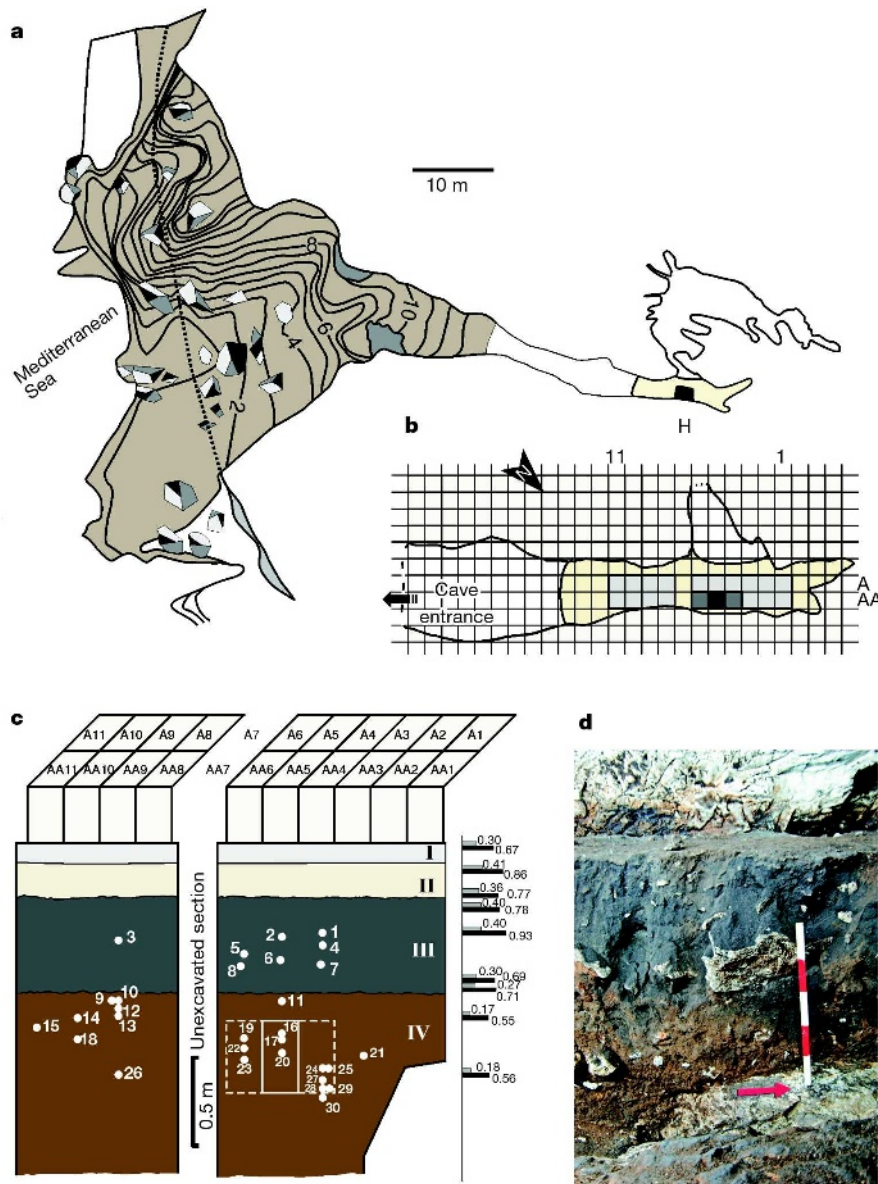 a
10 m
Mediterranean
Sea
8
10
6
4
2
H
b
11
1
N
A
AA
Cave
entrance
c
A11 A10 A9 A8 A7 A6 A5 A4 A3 A2 A1
AA11 AA10 AA9 AA8 AA7 AA6 AA5 AA4 AA3 AA2 AA1
I
II
III
IV
Unexcavated section
0.5 m
3
2
1
4
5
6
7
8
9
10
11
12
13
14
15
16
17
18
19
20
21
22
23
24
25
26
27
28
29
30
0.30
0.67
0.41
0.86
0.36
0.77
0.40
0.78
0.40
0.93
0.30
0.69
0.27
0.71
0.17
0.55
0.18
0.56
d